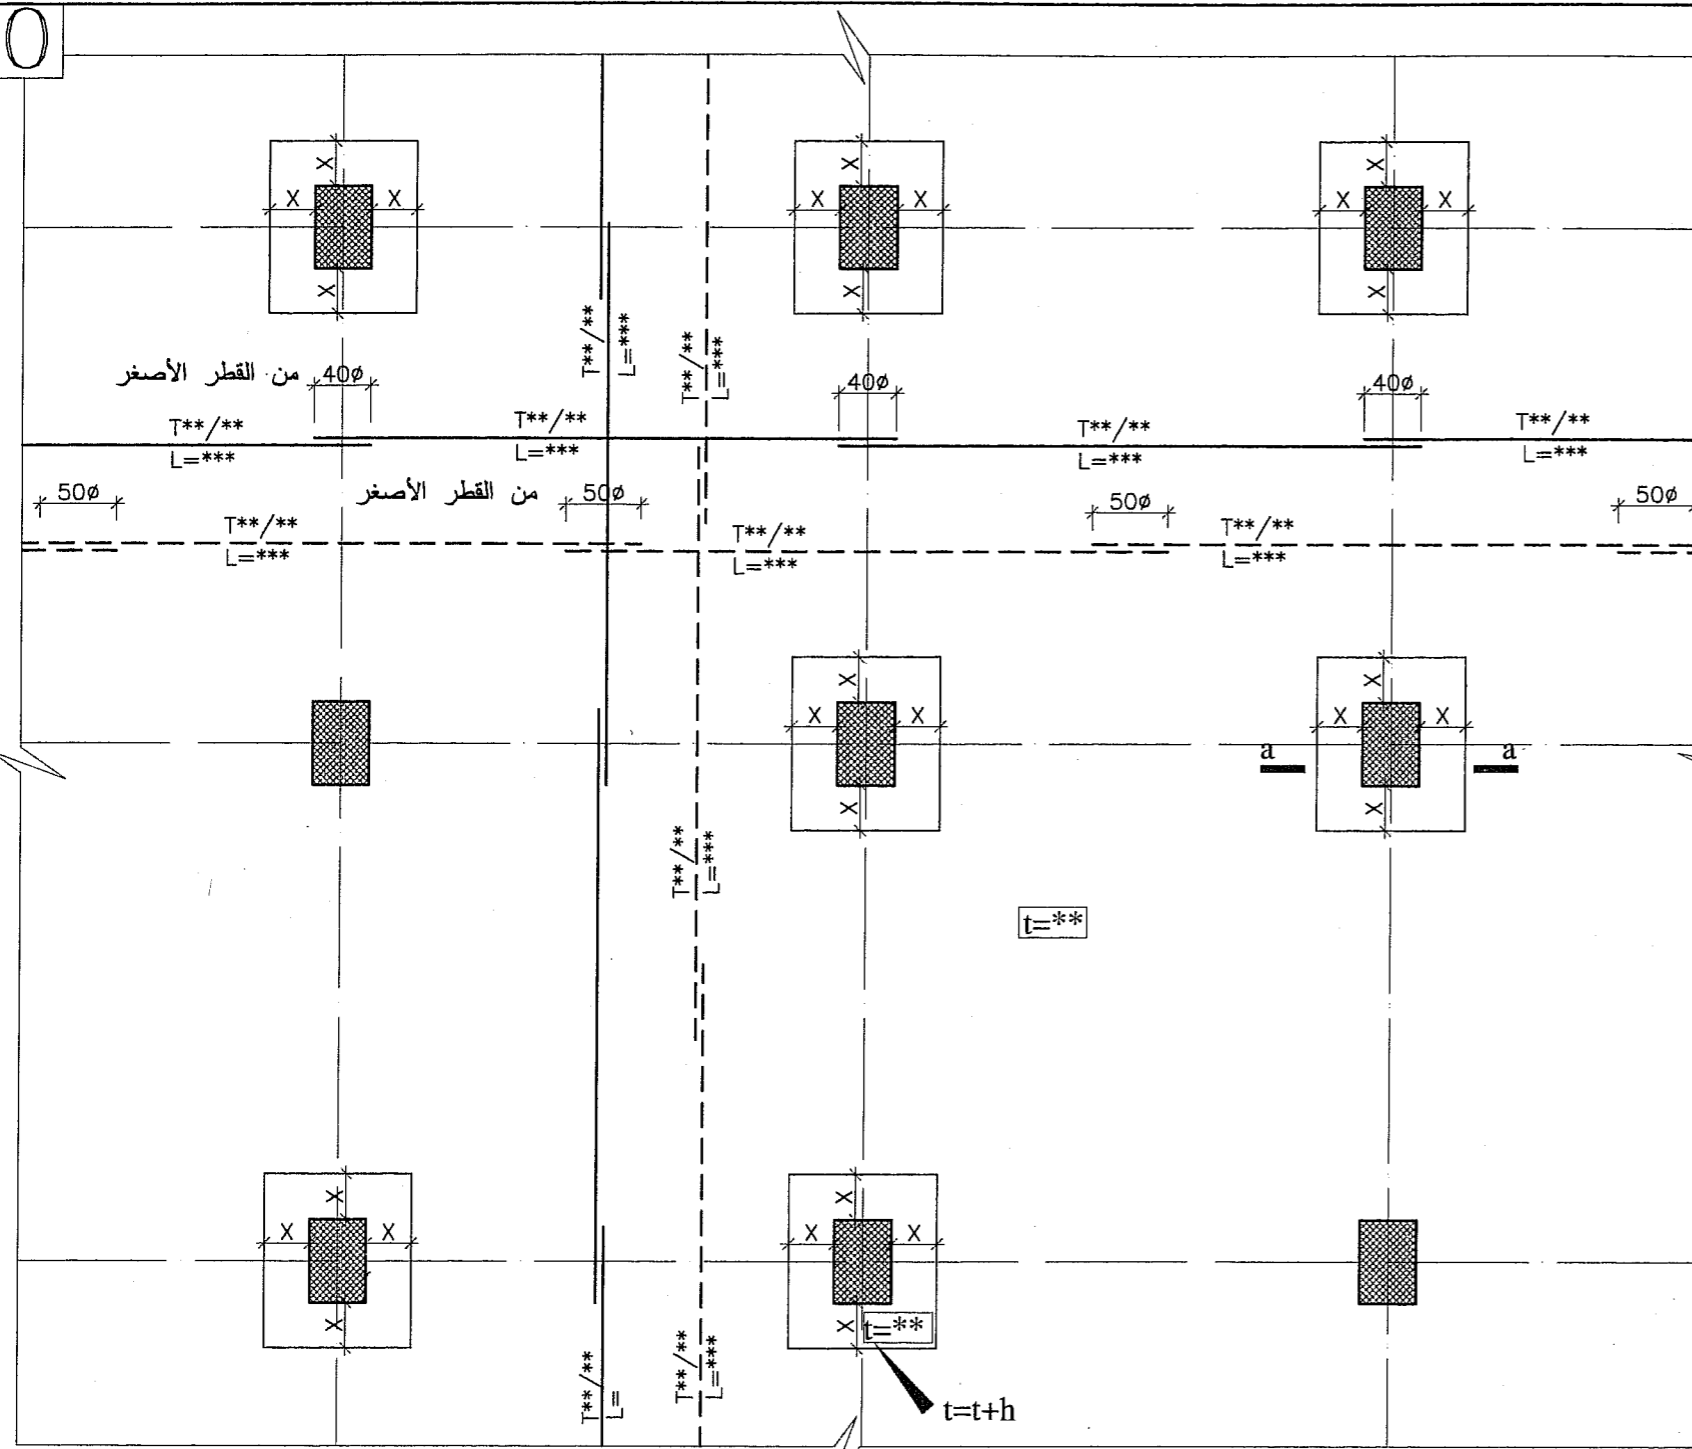 0
X
X X
X
X
X X
X
X
X X
X
T**/**
L=***
T**/**
L=***
من القطر الأصغر 40ø
40ø
40ø
T**/**
L=***
T**/**
L=***
T**/**
L=***
T**/**
L=***
50ø
من القطر الأصغر 50ø
50ø
50ø
T**/**
L=***
T**/**
L=***
T**/**
L=***
X
X X
X
X
X X
X
a a
T**/**
L=***
t=**
X
X X
X
X
X X
X
t=**
T**/**
L=
T**/**
L=***
t=t+h